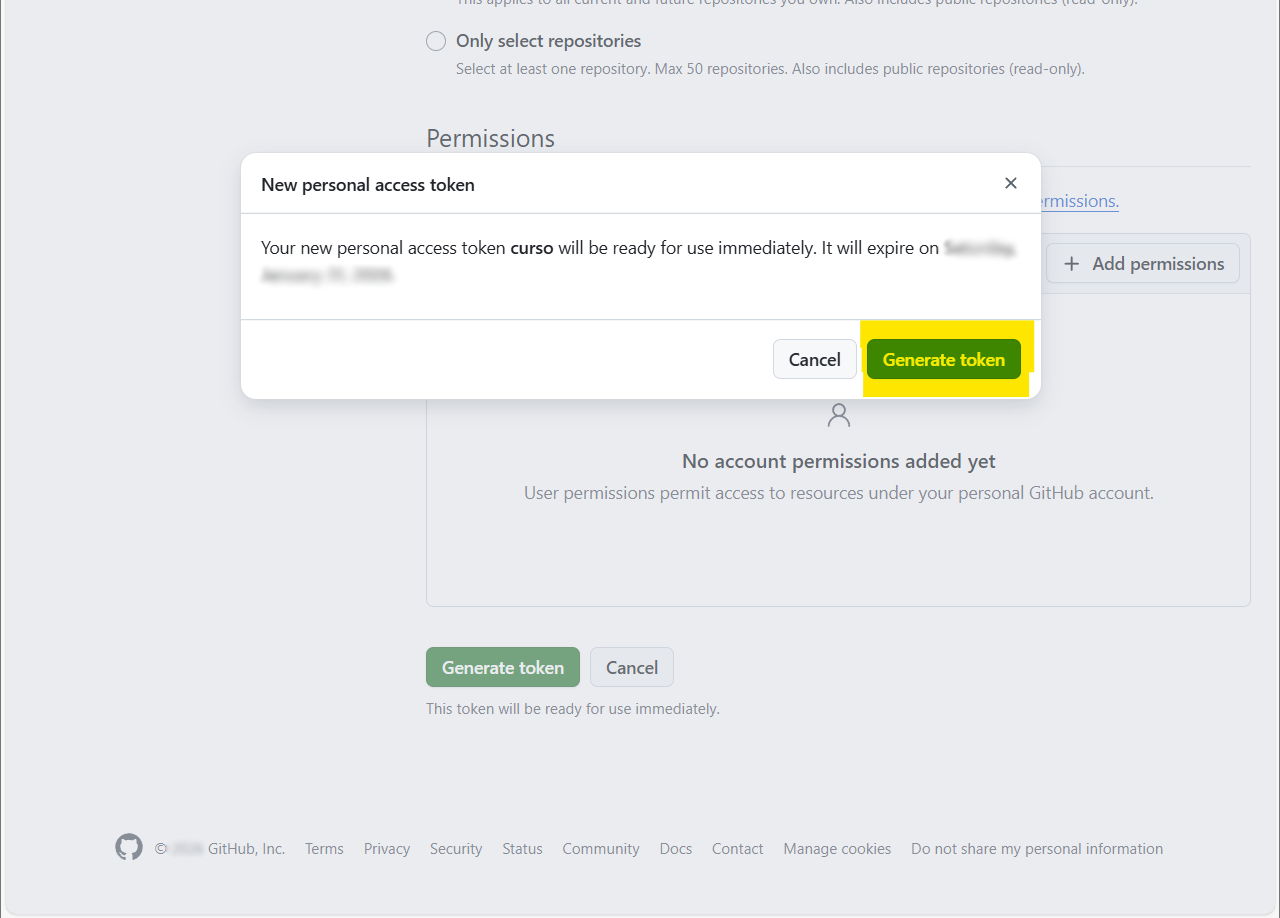 This applies to all current and future repositories you own. Also includes public repositories (read-only).
Only select repositories
Select at least one repository. Max 50 repositories. Also includes public repositories (read-only).
Permissions
New personal access token
ermissions.
Your new personal access token curso will be ready for use immediately. It will expire on
Add permissions
Cancel
Generate token
No account permissions added yet
User permissions permit access to resources under your personal GitHub account.
Generate token
Cancel
This token will be ready for use immediately.
© GitHub, Inc. Terms Privacy Security Status Community Docs Contact Manage cookies Do not share my personal information